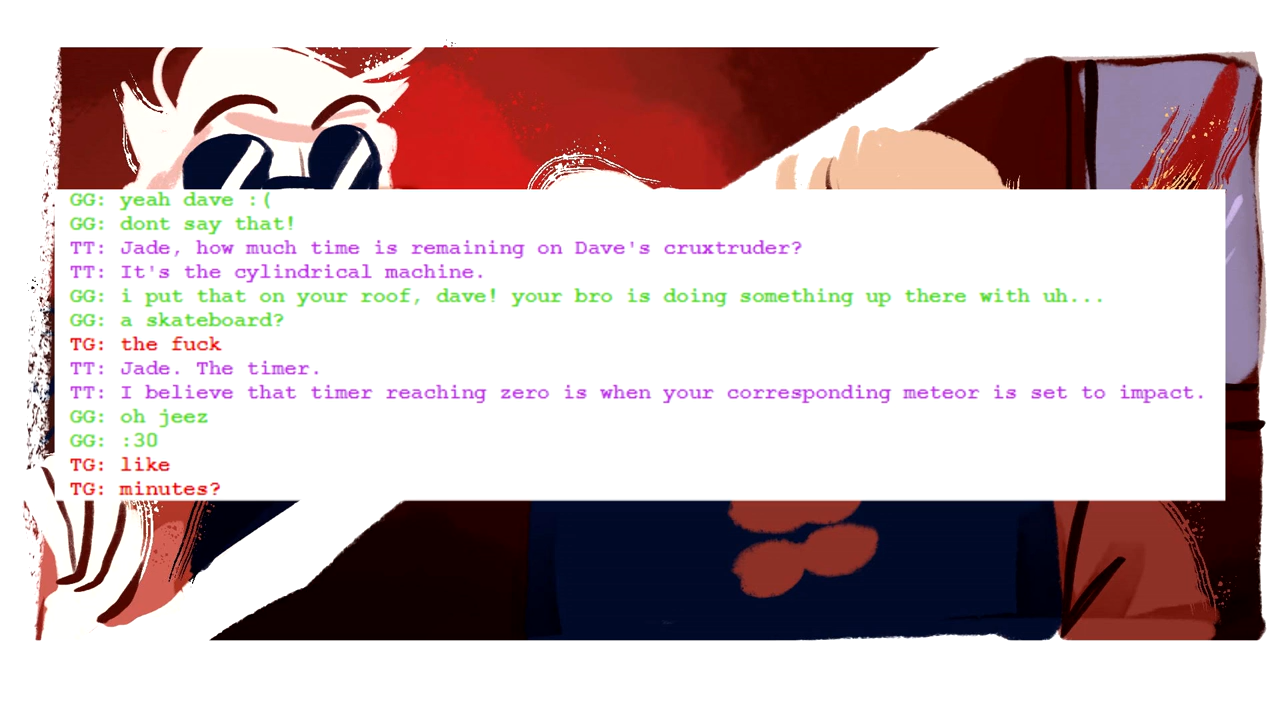 GG: yeah dave :(
GG: dont say that!
TT: Jade, how much time is remaining on Dave's cruxtruder?
TT: It's the cylindrical machine.
GG: i put that on your roof, dave! your bro is doing something up there with uh...
GG: a skateboard?
TG: the fuck
TT: Jade. The timer.
TT: I believe that timer reaching zero is when your corresponding meteor is set to impact.
GG: oh jeez
GG: :30
TG: like
TG: minutes?